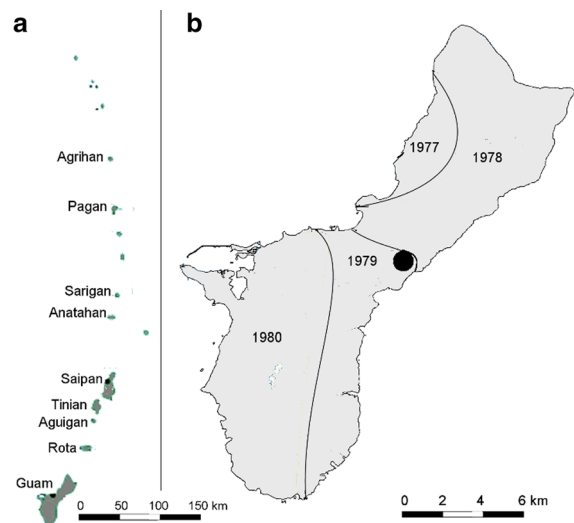 a
b
Agrihan
Pagan
Sarigan
Anatahan
Saipan
Tinian
Aguigan
Rota
Guam
0 50 100 150 km
1977
1978
1979
1980
0 2 4 6 km